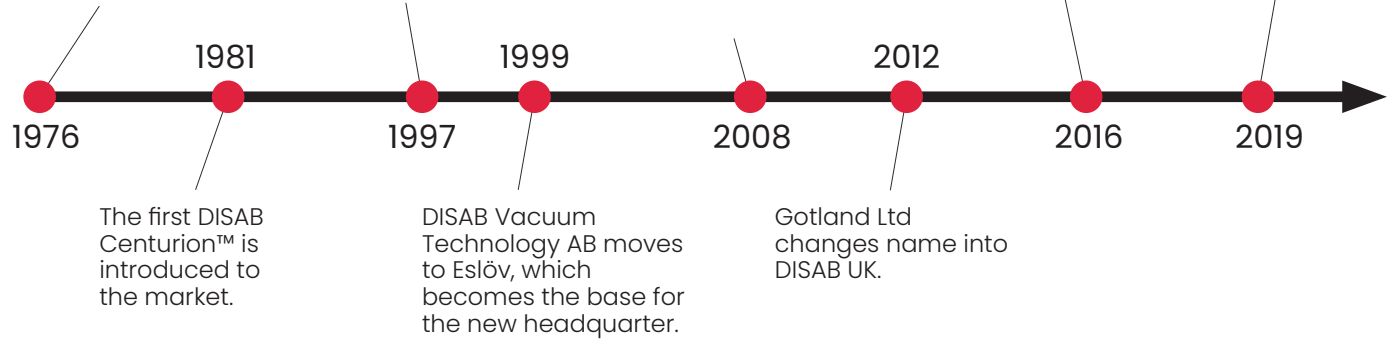 1981
1999
2012
1976
1997
2008
2016
2019
The first DISAB
Centurion™ is
introduced to
the market.
DISAB Vacuum
Technology AB moves
to Eslöv, which
becomes the base for
the new headquarter.
Gotland Ltd
changes name into
DISAB UK.